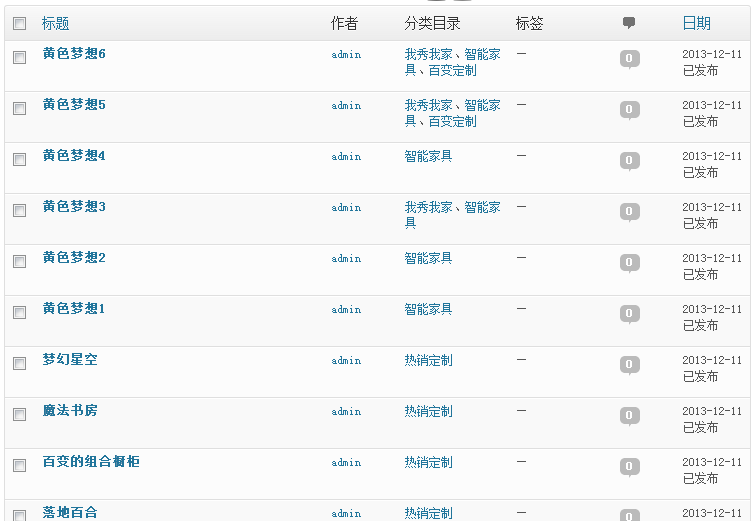 标题 作者 分类目录 标签 日期
黄色梦想6 admin 我秀我家、智能家 — 0 2013-12-11
具、百变定制 已发布
黄色梦想5 admin 我秀我家、智能家 — 0 2013-12-11
具、百变定制 已发布
黄色梦想4 admin 智能家具 — 0 2013-12-11
已发布
黄色梦想3 admin 我秀我家、智能家 — 0 2013-12-11
具 已发布
黄色梦想2 admin 智能家具 — 0 2013-12-11
已发布
黄色梦想1 admin 智能家具 — 0 2013-12-11
已发布
梦幻星空 admin 热销定制 — 0 2013-12-11
已发布
魔法书房 admin 热销定制 — 0 2013-12-11
已发布
百变的组合橱柜 admin 热销定制 — 0 2013-12-11
已发布
落地百合 admin 热销定制 — 0 2013-12-11